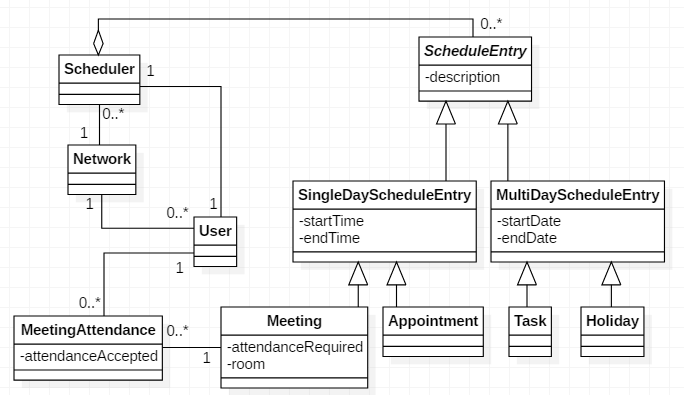 0..*
ScheduleEntry
-description
Scheduler
1
0..*
1
Network
1
0..*
1
User
1
0..*
SingleDayScheduleEntry
-startTime
-endTime
MultiDayScheduleEntry
-startDate
-endDate
MeetingAttendance
-attendanceAccepted
0..*
1
Meeting
-attendanceRequired
-room
Appointment
Task
Holiday